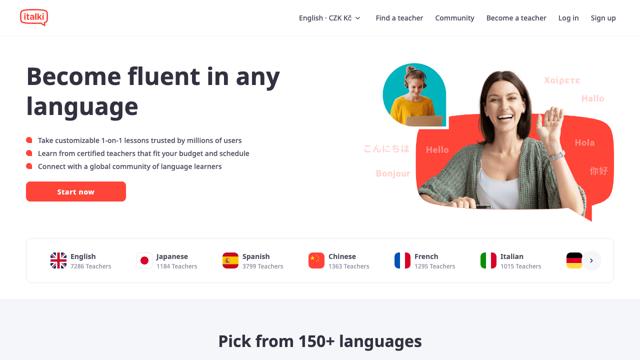 italki
English · CZK Kč
Find a teacher
Community
Become a teacher
Log in
Sign up
Become fluent in any
language
Take customizable 1-on-1 lessons trusted by millions of users
Learn from certified teachers that fit your budget and schedule
Connect with a global community of language learners
Start now
Χαίρετε
Hallo
こんにちは
Hello
Hola
Bonjour
你好
English
7286 Teachers
Japanese
1184 Teachers
Spanish
3799 Teachers
Chinese
1363 Teachers
French
1295 Teachers
Italian
1015 Teachers
Pick from 150+ languages